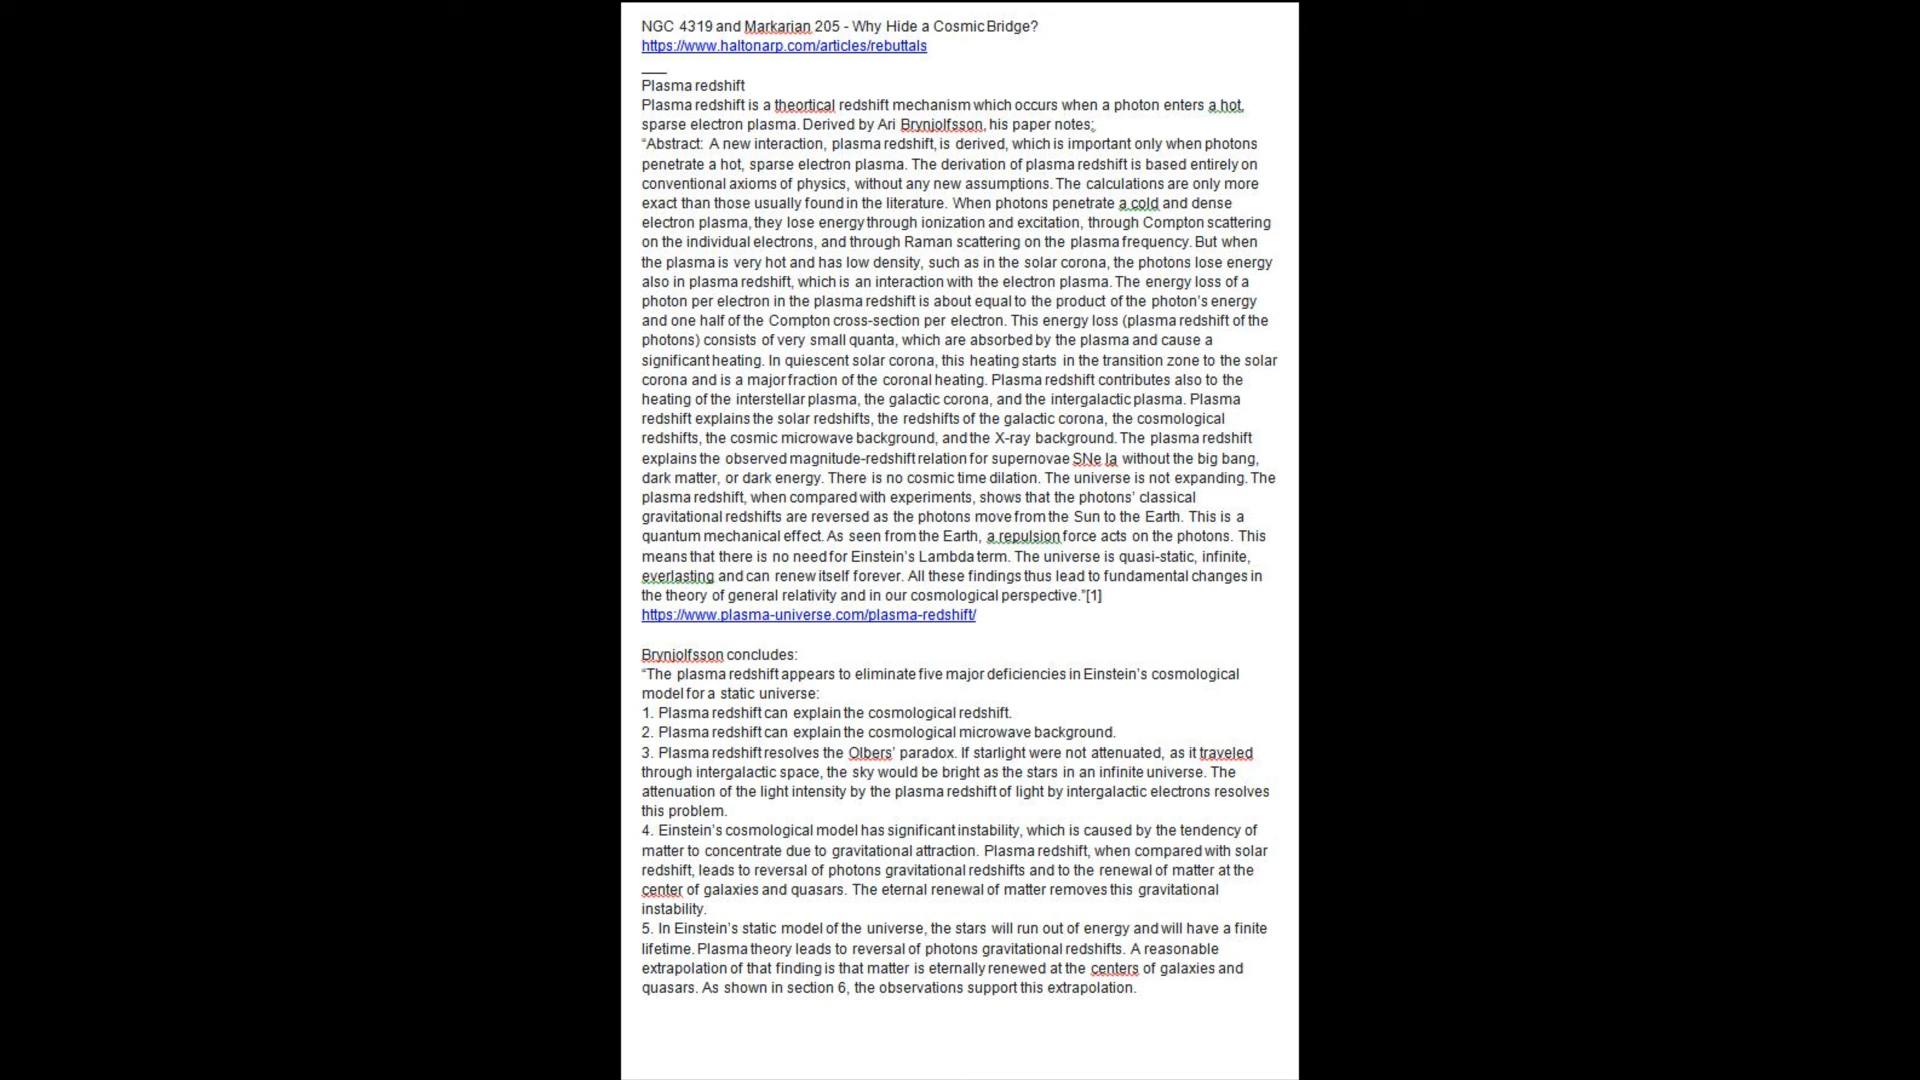 NGC 4319 and Markarian 205 - Why Hide a Cosmic Bridge?
https://www.haltonarp.com/articles/rebuttals
___
Plasma redshift
Plasma redshift is a theortical redshift mechanism which occurs when a photon enters a hot,
sparse electron plasma. Derived by Ari Brynjolfsson, his paper notes:
“Abstract: A new interaction, plasma redshift, is derived, which is important only when photons
penetrate a hot, sparse electron plasma. The derivation of plasma redshift is based entirely on
conventional axioms of physics, without any new assumptions. The calculations are only more
exact than those usually found in the literature. When photons penetrate a cold and dense
electron plasma, they lose energy through ionization and excitation, through Compton scattering
on the individual electrons, and through Raman scattering on the plasma frequency. But when
the plasma is very hot and has low density, such as in the solar corona, the photons lose energy
also in plasma redshift, which is an interaction with the electron plasma. The energy loss of a
photon per electron in the plasma redshift is about equal to the product of the photon’s energy
and one half of the Compton cross-section per electron. This energy loss (plasma redshift of the
photons) consists of very small quanta, which are absorbed by the plasma and cause a
significant heating. In quiescent solar corona, this heating starts in the transition zone to the solar
corona and is a major fraction of the coronal heating. Plasma redshift contributes also to the
heating of the interstellar plasma, the galactic corona, and the intergalactic plasma. Plasma
redshift explains the solar redshifts, the redshifts of the galactic corona, the cosmological
redshifts, the cosmic microwave background, and the X-ray background. The plasma redshift
explains the observed magnitude-redshift relation for supernovae SNe Ia without the big bang,
dark matter, or dark energy. There is no cosmic time dilation. The universe is not expanding. The
plasma redshift, when compared with experiments, shows that the photons’ classical
gravitational redshifts are reversed as the photons move from the Sun to the Earth. This is a
quantum mechanical effect. As seen from the Earth, a repulsion force acts on the photons. This
means that there is no need for Einstein’s Lambda term. The universe is quasi-static, infinite,
everlasting and can renew itself forever. All these findings thus lead to fundamental changes in
the theory of general relativity and in our cosmological perspective.”[1]
https://www.plasma-universe.com/plasma-redshift/
Brynjolfsson concludes:
“The plasma redshift appears to eliminate five major deficiencies in Einstein’s cosmological
model for a static universe:
1. Plasma redshift can explain the cosmological redshift.
2. Plasma redshift can explain the cosmological microwave background.
3. Plasma redshift resolves the Olbers’ paradox. If starlight were not attenuated, as it traveled
through intergalactic space, the sky would be bright as the stars in an infinite universe. The
attenuation of the light intensity by the plasma redshift of light by intergalactic electrons resolves
this problem.
4. Einstein’s cosmological model has significant instability, which is caused by the tendency of
matter to concentrate due to gravitational attraction. Plasma redshift, when compared with solar
redshift, leads to reversal of photons gravitational redshifts and to the renewal of matter at the
center of galaxies and quasars. The eternal renewal of matter removes this gravitational
instability.
5. In Einstein’s static model of the universe, the stars will run out of energy and will have a finite
lifetime. Plasma theory leads to reversal of photons gravitational redshifts. A reasonable
extrapolation of that finding is that matter is eternally renewed at the centers of galaxies and
quasars. As shown in section 6, the observations support this extrapolation.